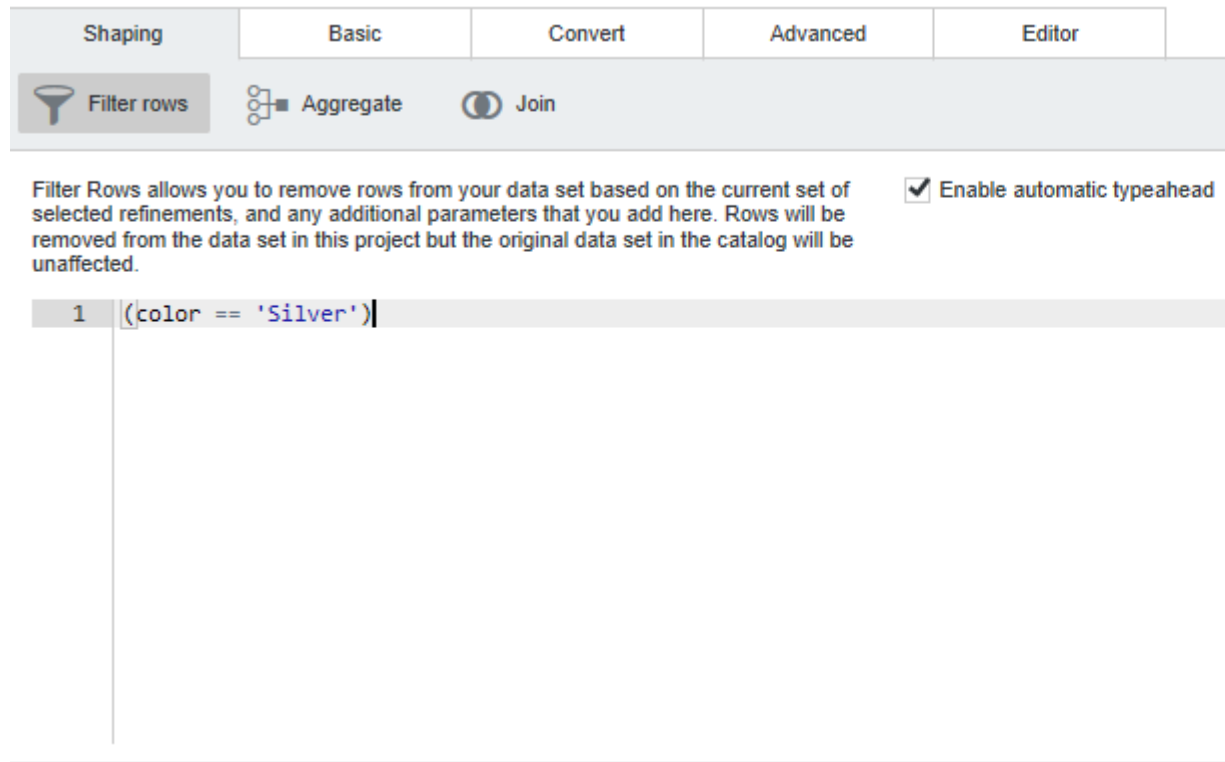 Shaping Basic Convert Advanced Editor
Filter rows Aggregate Join
Filter Rows allows you to remove rows from your data set based on the current set of
selected refinements, and any additional parameters that you add here. Rows will be
removed from the data set in this project but the original data set in the catalog will be
unaffected.
Enable automatic typeahead
1 (color == 'Silver')